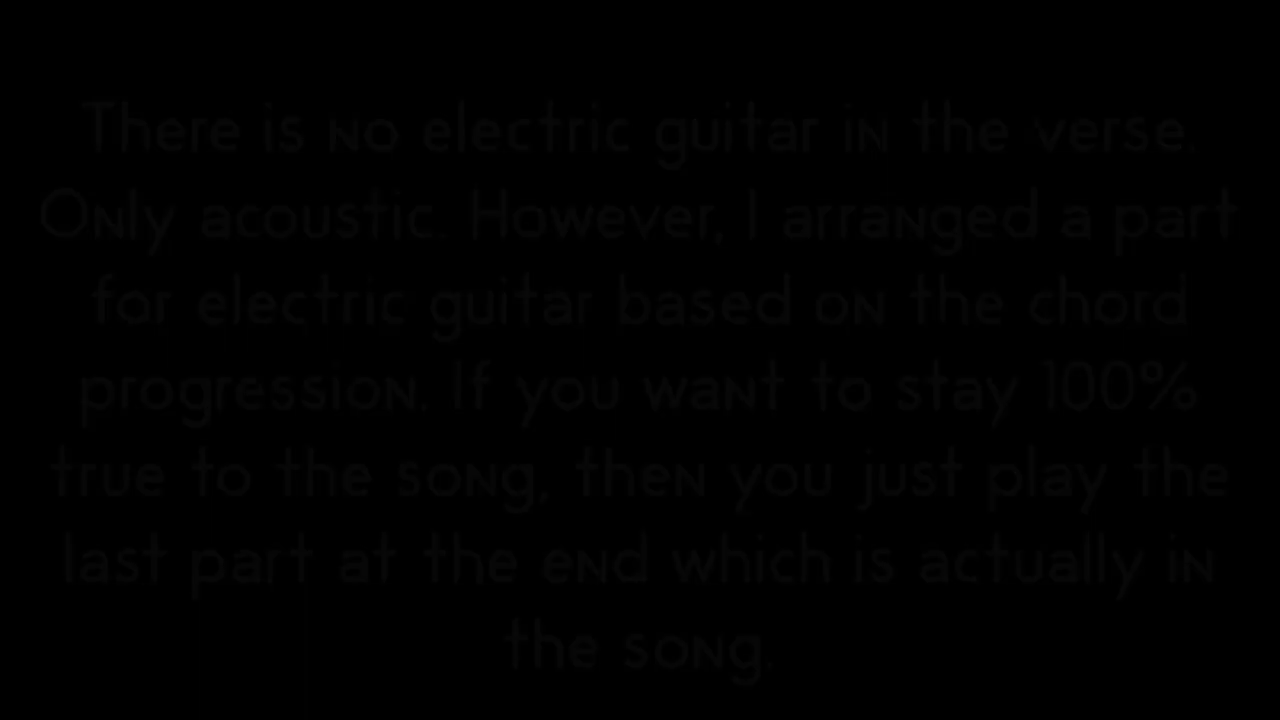 There is no electric guitar in the verse.
Only acoustic. However, I arranged a part
for electric guitar based on the chord
progression. If you want to stay 100%
true to the song, then you just play the
last part at the end which is actually in
the song.